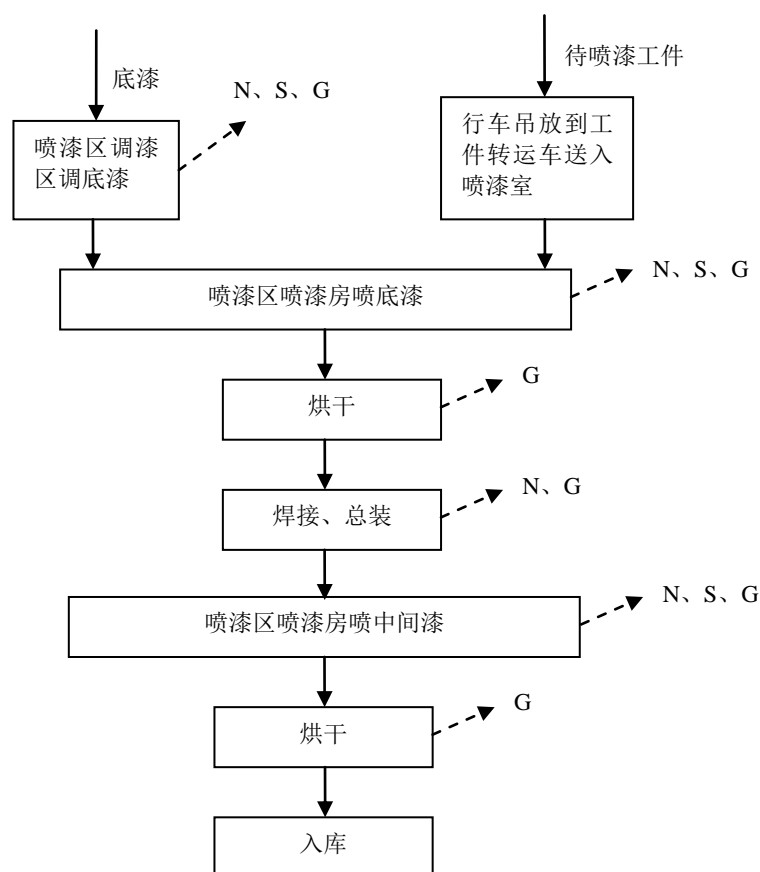 底漆
待喷漆工件
N、S、G
喷漆区调漆
区调底漆
行车吊放到工
件转运车送入
喷漆室
喷漆区喷漆房喷底漆
N、S、G
烘干
G
焊接、总装
N、G
喷漆区喷漆房喷中间漆
N、S、G
烘干
G
入库